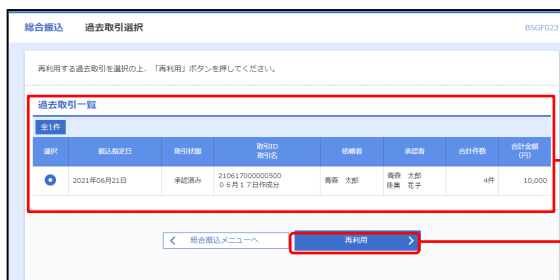 総合振込 過去取引選択 BSGF023
再利用する過去取引を選択の上、「再利用」ボタンを押してください。
過去取引一覧
全1件
選択 振込指定日 取引状態 取引ID 取引名 依頼者 承認者 合計件数 合計金額(円)
2021年06月21日 承認済み 210617000000500 06月17日作成分 青森 太郎 青森 太郎 陸奥 花子 4件 10,000
総合振込メニューへ 再利用